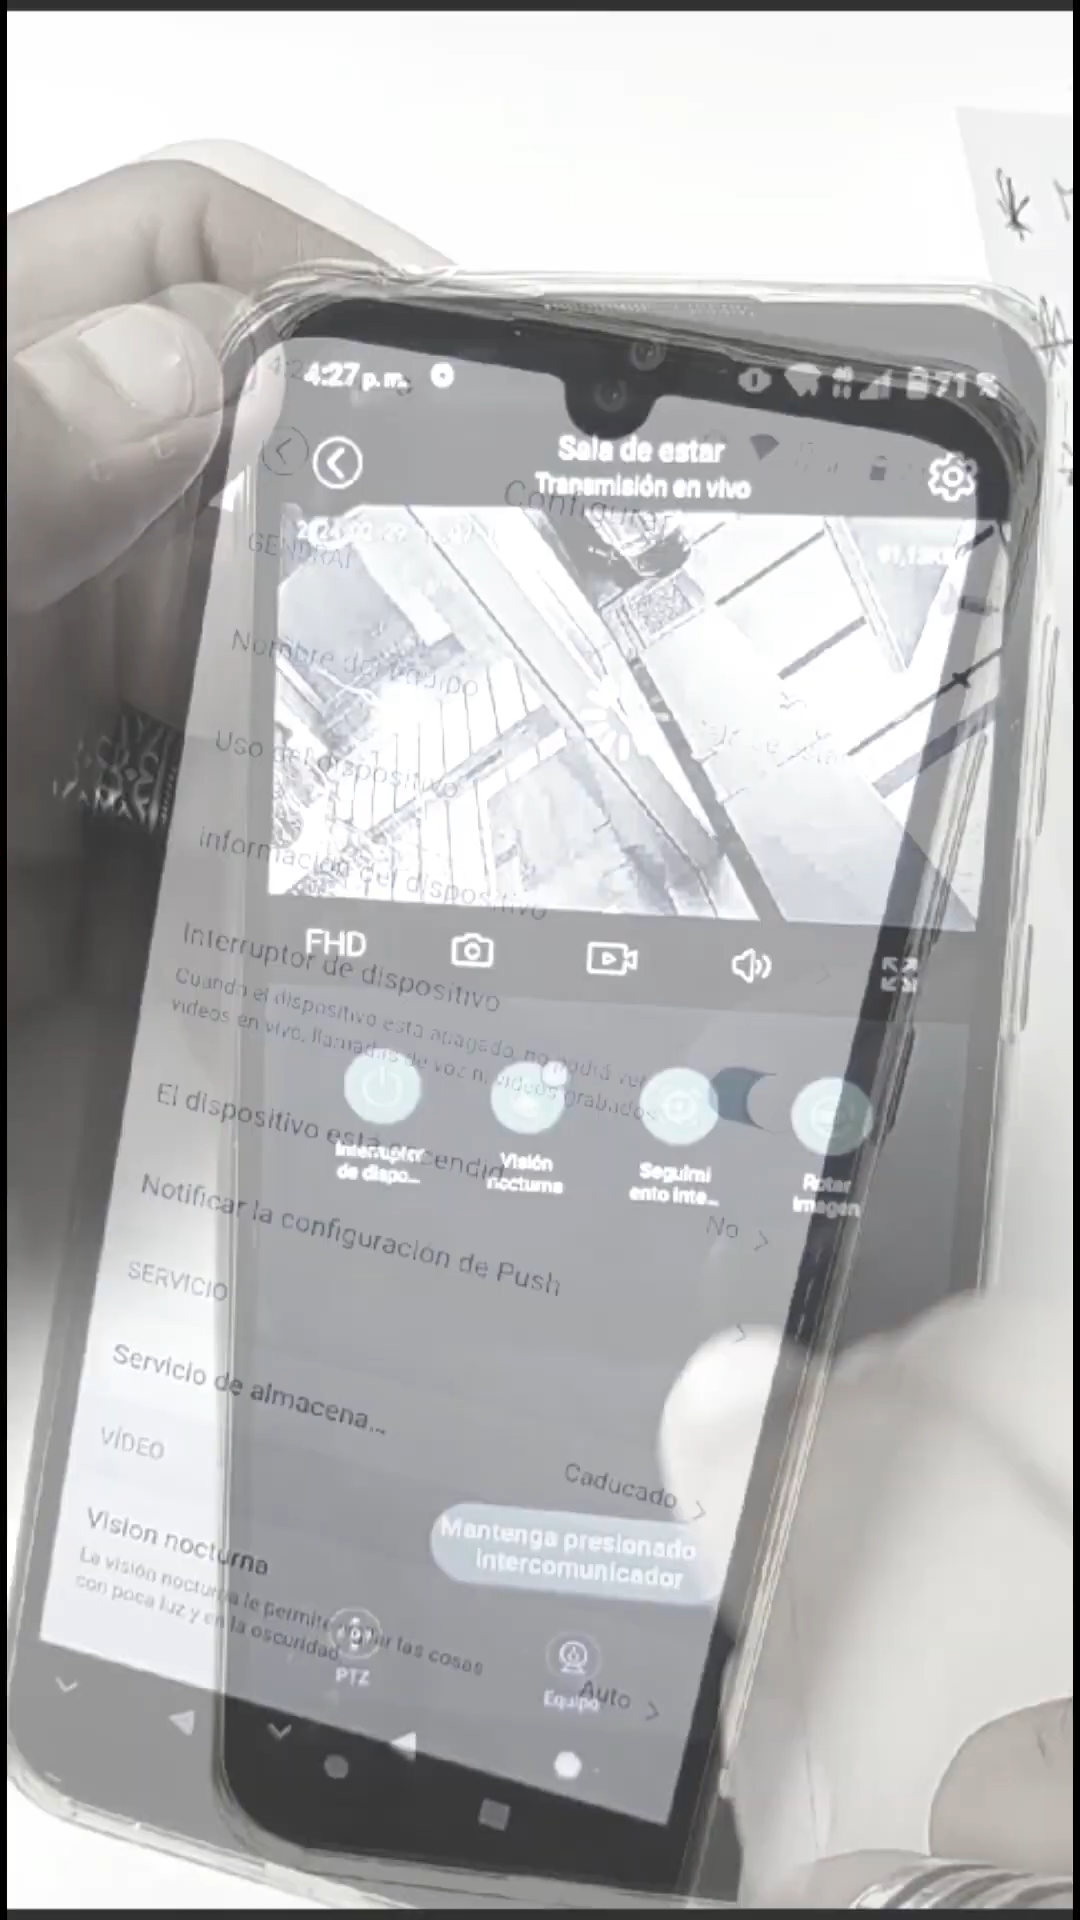 4:27 p. m.
71 %
Sala de estar
Transmisión en vivo
Configurar
GENERAL
Nombre del equipo
Uso del dispositivo
Información del dispositivo
FHD
Interruptor de dispositivo
Cuando el dispositivo está apagado, no podrá ver
videos en vivo, llamadas de voz ni videos grabados
El dispositivo está encendido
Interruptor
de dispo...
Visión
nocturna
Seguimi
ento inte...
Rotar
imagen
No
Notificar la configuración de Push
SERVICIO
Servicio de almacena...
Caducado
VÍDEO
Mantenga presionado
intercomunicador
Vision nocturna
La visión nocturna le permite vigilar las cosas
con poca luz y en la oscuridad
PTZ
Equipo
Auto